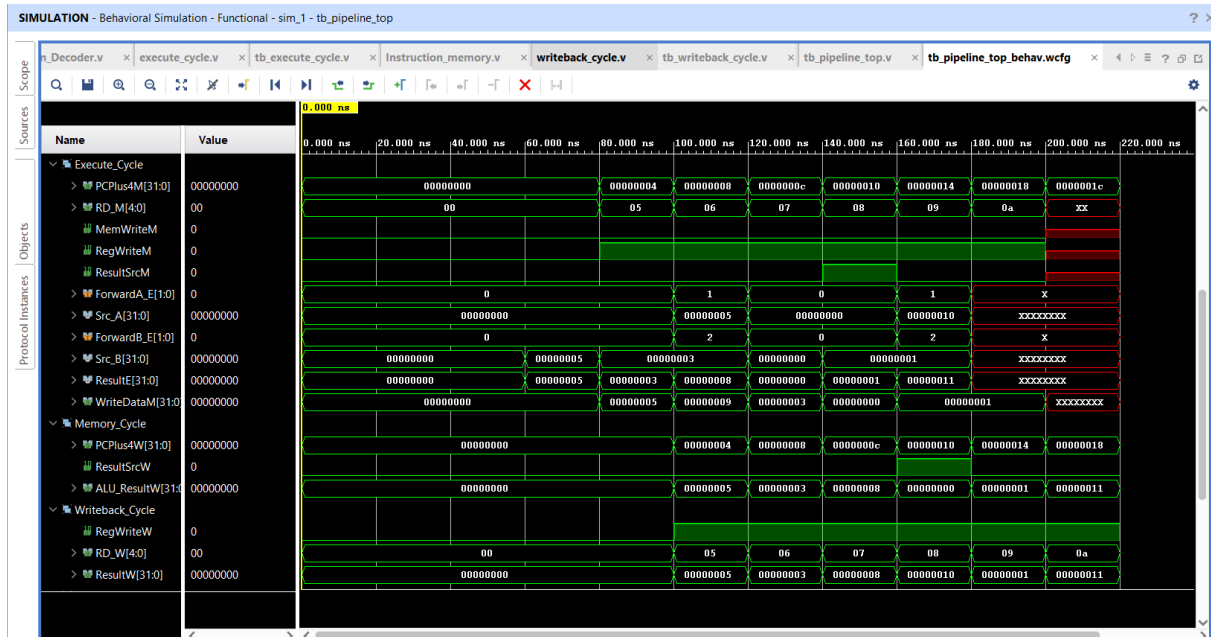 SIMULATION - Behavioral Simulation - Functional - sim_1 - tb_pipeline_top ? ×
n_Decoder.v × execute_cycle.v × tb_execute_cycle.v × Instruction_memory.v × writeback_cycle.v × tb_writeback_cycle.v × tb_pipeline_top.v × tb_pipeline_top_behav.wcfg × ?
Scope
Sources
Objects
Protocol Instances
0.000 ns
Name Value 0.000 ns 20.000 ns 40.000 ns 60.000 ns 80.000 ns 100.000 ns 120.000 ns 140.000 ns 160.000 ns 180.000 ns 200.000 ns 220.000 ns
Execute_Cycle
PCPlus4M[31:0] 00000000 00000000 00000004 00000008 0000000c 00000010 00000014 00000018 0000001c
RD_M[4:0] 00 00 05 06 07 08 09 0a XX
MemWriteM 0
RegWriteM 0
ResultSrcM 0
ForwardA_E[1:0] 0 0 1 0 1 X
Src_A[31:0] 00000000 00000000 00000005 00000000 00000010 XXXXXXXX
ForwardB_E[1:0] 0 0 2 0 2 X
Src_B[31:0] 00000000 00000000 00000005 00000003 00000000 00000001 XXXXXXXX
ResultE[31:0] 00000000 00000000 00000005 00000003 00000008 00000000 00000001 00000011 XXXXXXXX
WriteDataM[31:0] 00000000 00000000 00000005 00000009 00000003 00000000 00000001 XXXXXXXX
Memory_Cycle
PCPlus4W[31:0] 00000000 00000000 00000004 00000008 0000000c 00000010 00000014 00000018
ResultSrcW 0
ALU_ResultW[31:0 00000000 00000000 00000005 00000003 00000008 00000000 00000001 00000011
Writeback_Cycle
RegWriteW 0
RD_W[4:0] 00 00 05 06 07 08 09 0a
ResultW[31:0] 00000000 00000000 00000005 00000003 00000008 00000010 00000001 00000011